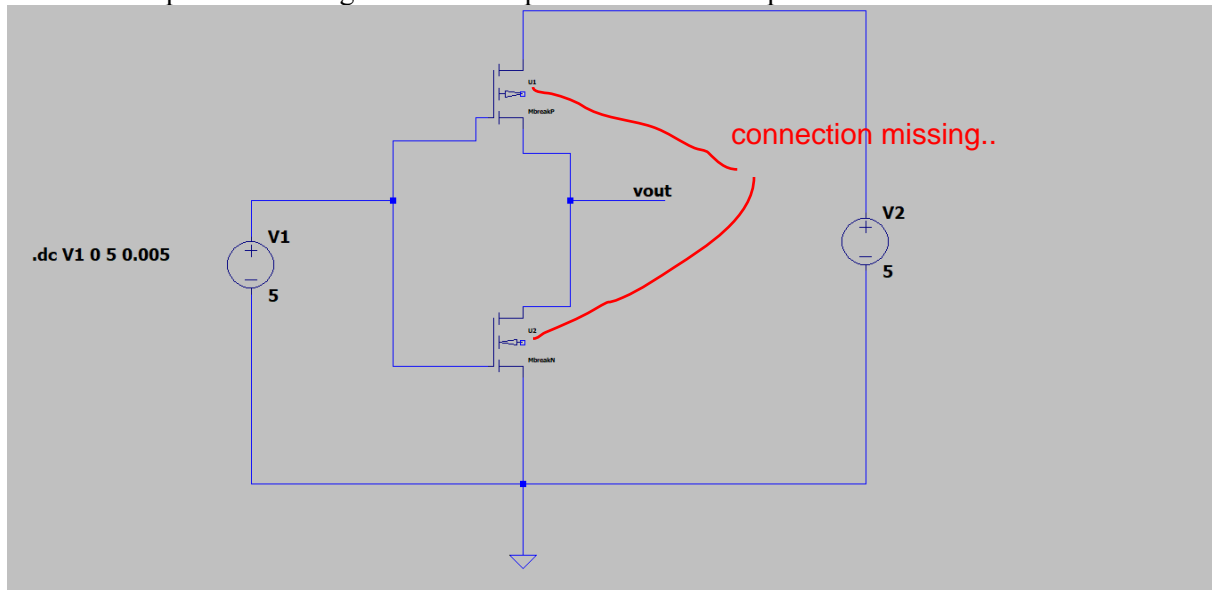 U1
MbreakP
connection missing..
vout
V2
V1
.dc V1 0 5 0.005
5
5
U2
MbreakN